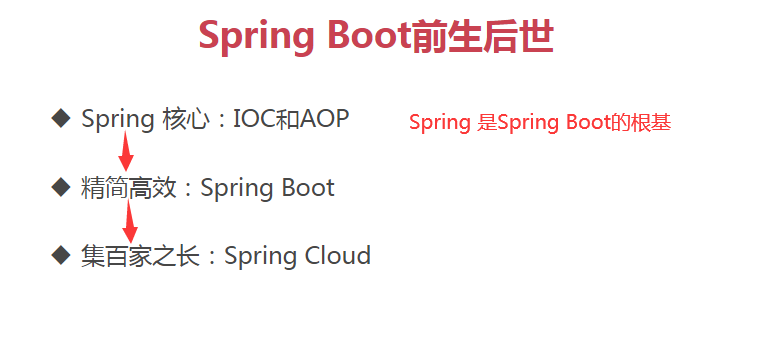 Spring Boot前生后世
◆ Spring 核心：IOC和AOP
Spring 是Spring Boot的根基
◆ 精简高效：Spring Boot
◆ 集百家之长：Spring Cloud